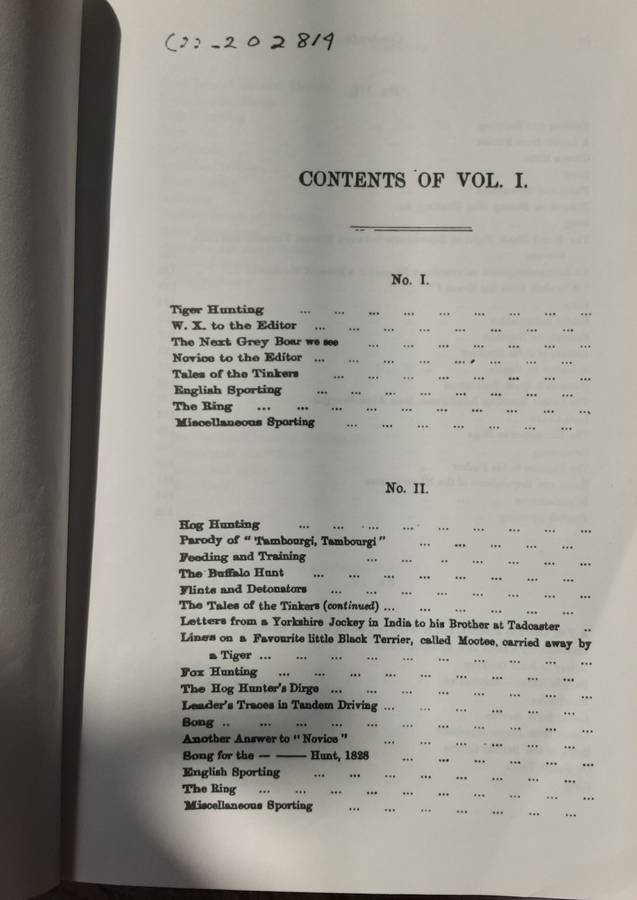 202814
CONTENTS OF VOL. I.
No. I.
Tiger Hunting ... ... ... ... ... ... ... ... ...
W. X. to the Editor ... ... ... ... ... ... ... ...
The Next Grey Boar we see ... ... ... ... ... ... ...
Novice to the Editor ... ... ... ... ... ... ... ...
Tales of the Tinkers ... ... ... ... ... ... ... ...
English Sporting ... ... ... ... ... ... ... ...
The Ring ... ... ... ... ... ... ... ... ... ...
Miscellaneous Sporting ... ... ... ... ... ... ...
No. II.
Hog Hunting ... ... ... ... ... ... ... ... ...
Parody of "Tambourgi, Tambourgi" ... ... ... ... ...
Feeding and Training ... ... .. ... ... ... ...
The Buffalo Hunt ... ... ... ... ... ... ... ...
Flints and Detonators ... ... ... ... ... ... ... ...
The Tales of the Tinkers (continued) ... ... ... ... ... ...
Letters from a Yorkshire Jockey in India to his Brother at Tadcaster ..
Lines on a Favourite little Black Terrier, called Mootee, carried away by
a Tiger ... ... ... ... ... ... ... ... ... ...
Fox Hunting ... ... ... ... ... ... ... ... ...
The Hog Hunter's Dirge ... ... ... ... ... ... ... ...
Leader's Traces in Tandem Driving ... ... ... ... ... ...
Song .. ... ... ... ... ... ... ... ... ...
Another Answer to "Novice" ... ... ... ... ... ...
Song for the — —— Hunt, 1828 ... ... ... ... ... ...
English Sporting ... ... ... ... ... ... ... ...
The Ring ... ... ... ... ... ... ... ... ... ...
Miscellaneous Sporting ... ... ... ... ... ... ...